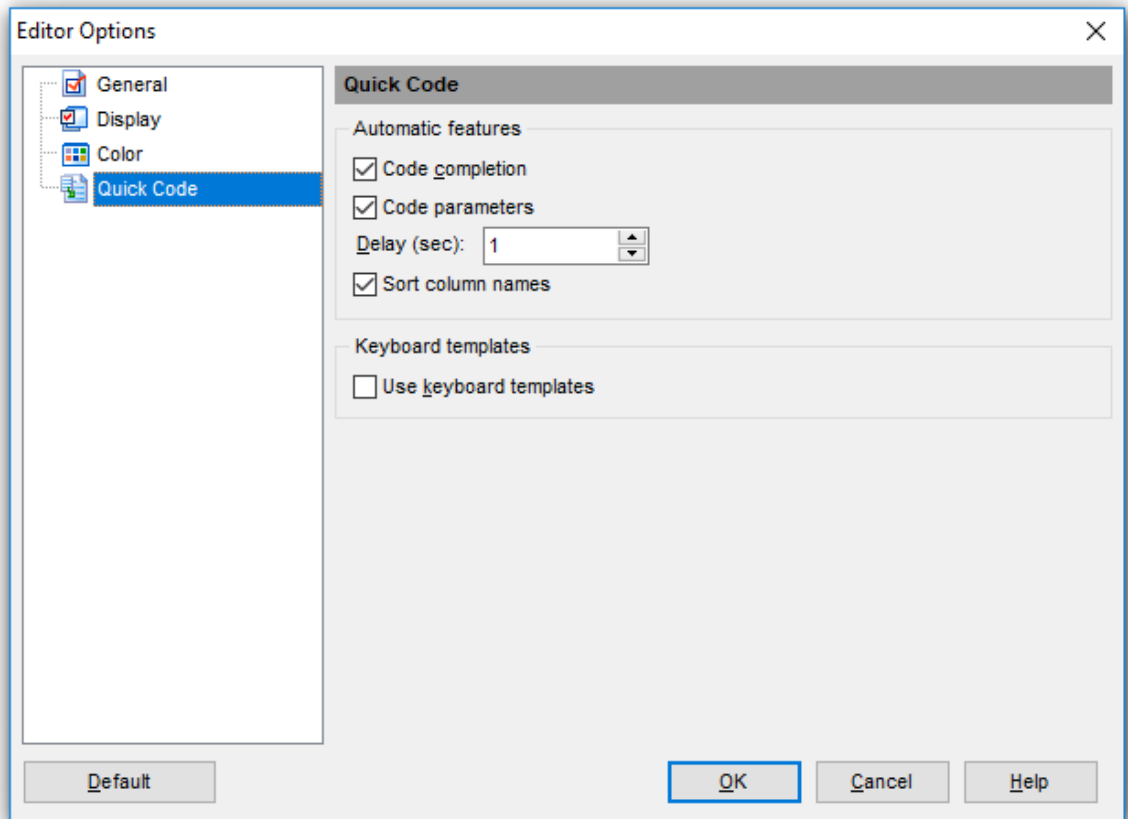 Editor Options
General
Display
Color
Quick Code
Quick Code
Automatic features
Code completion
Code parameters
Delay (sec): 1
Sort column names
Keyboard templates
Use keyboard templates
Default OK Cancel Help